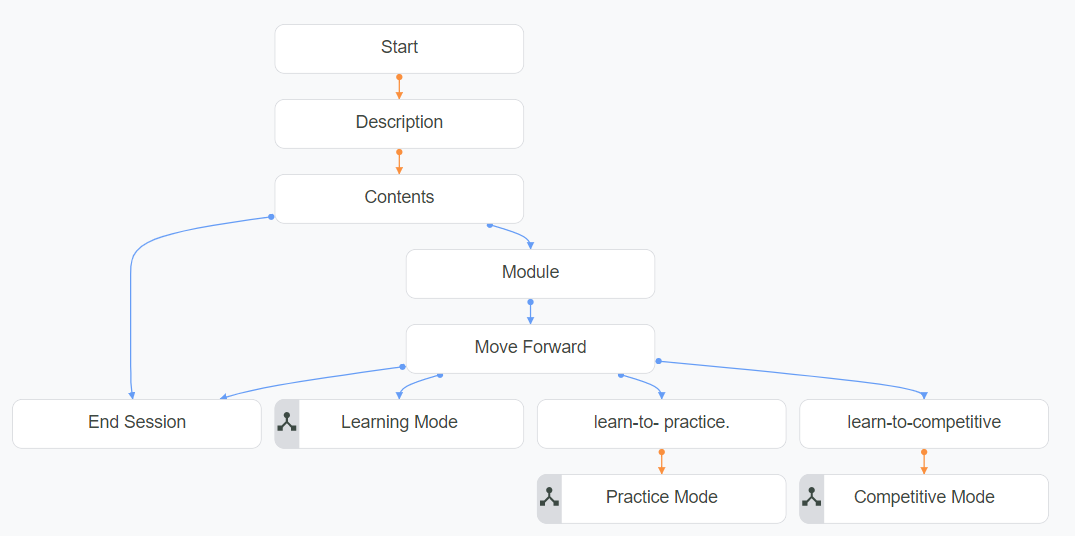 Start
Description
Contents
Module
Move Forward
End Session
Learning Mode
learn-to- practice.
learn-to-competitive
Practice Mode
Competitive Mode